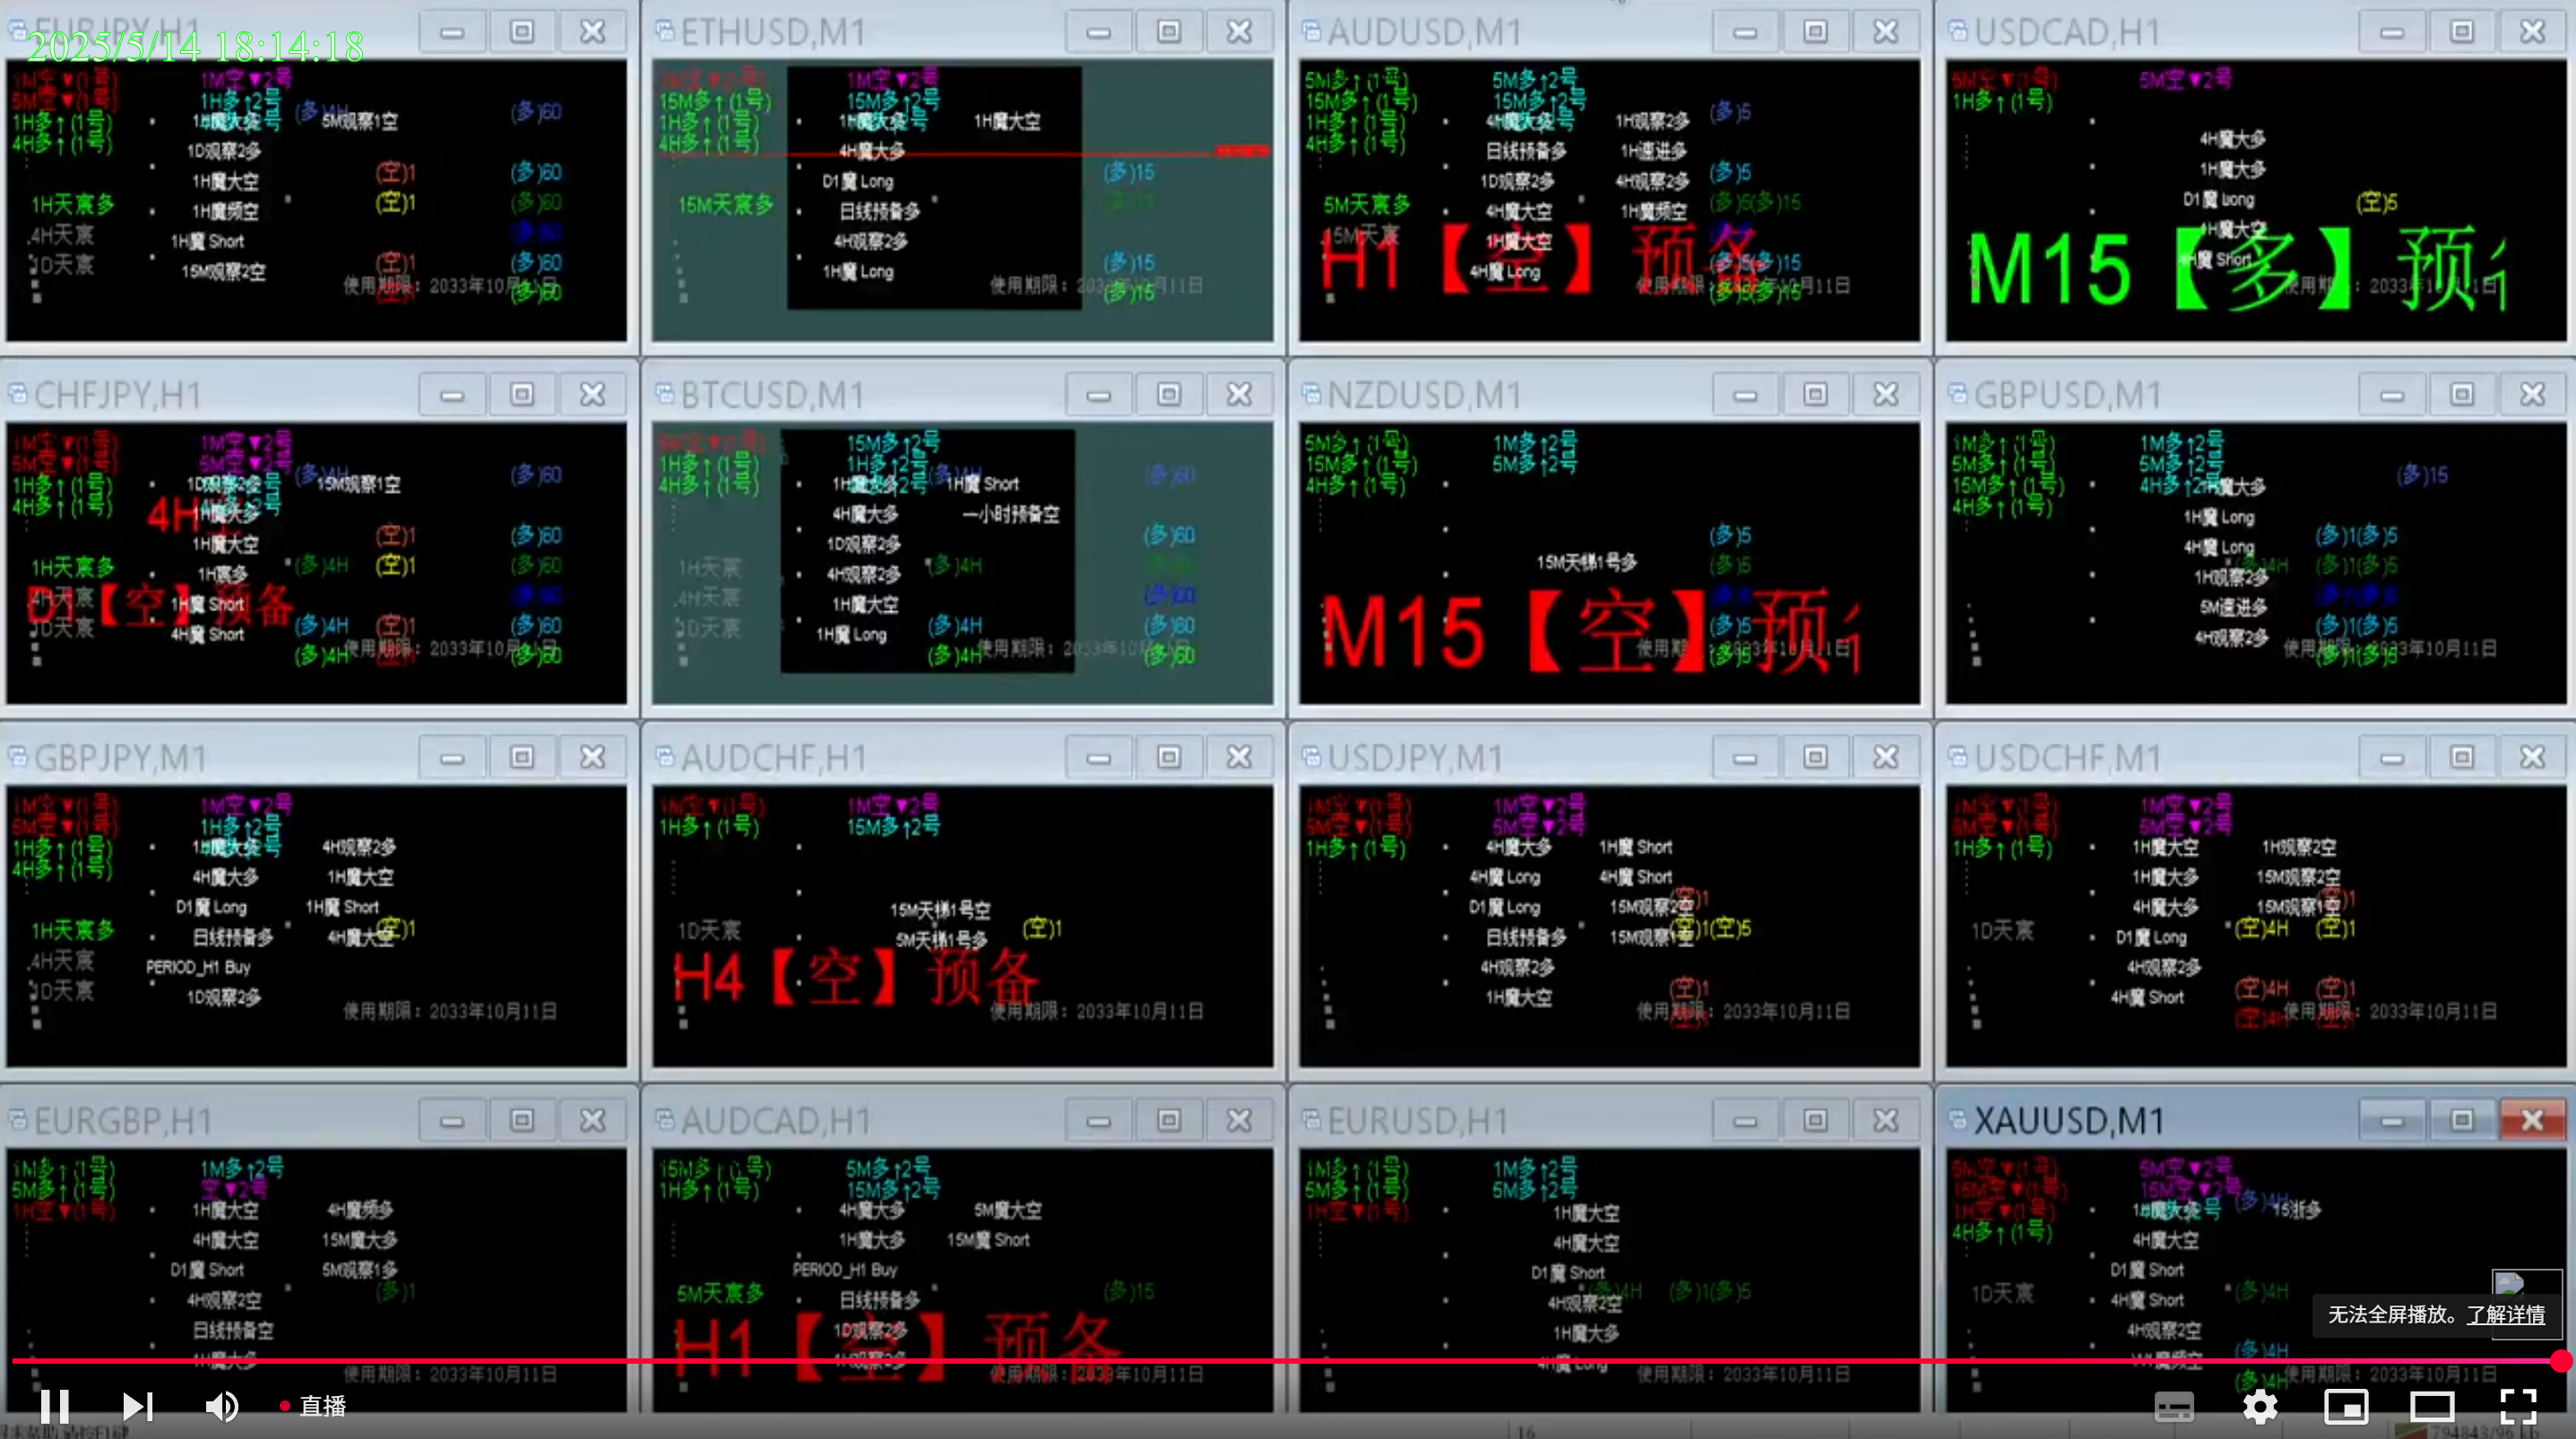 EURJPY,H1
2025/5/14 18:14:18
1M空▼(1号) 1M空▼2号
5M空▼(1号) 1H多↑2号 (多)4H (多)60
1H多↑(1号) 1H魔大多 5M观察1空
4H多↑(1号)
1D观察2多
1H魔大空 (空)1 (多)60
1H天宸多 1H魔频空 (空)1 (多)60
4H天宸 1H魔 Short (多)60
1D天宸 15M观察2空 (空)1 (多)60
使用期限：2033年10月11日 (多)60
ETHUSD,M1
1M空▼2号
15M多↑(1号) 15M多↑2号
1H多↑(1号) 1H魔大多 1H魔大空
4H多↑(1号) 4H魔大多
D1魔 Long (多)15
15M天宸多 日线预备多
4H观察2多
1H魔 Long (多)15
使用期限：2033年10月11日 (多)15
AUDUSD,M1
5M多↑(1号) 5M多↑2号
15M多↑(1号) 15M多↑2号 (多)5
1H多↑(1号) 4H魔大多 1H观察2多
4H多↑(1号) 日线预备多 1H速进多
1D观察2多 4H观察2多 (多)5
5M天宸多 4H魔大空 1H魔频空 (多)5(多)15
15M天宸 1H魔大空
H1【空】预备
4H魔 Long (多)5(多)15
使用期限：2033年10月11日 (多)5(多)15
USDCAD,H1
5M空▼(1号) 5M空▼2号
1H多↑(1号)
4H魔大多
1H魔大多
D1魔 Long (空)5
4H魔大空
4H魔 Short
M15【多】预
使用期限：2033年10月11日
CHFJPY,H1
1M空▼(1号) 1M空▼2号
5M空▼(1号) 5M空▼2号 (多)4H (多)60
1H多↑(1号) 1D观察2多 15M观察1空
4H多↑(1号) 4H 1H魔大多
1H魔大空 (空)1 (多)60
1H天宸多 1H宸多 (多)4H (空)1 (多)60
4H天宸 【空】预备 1H魔 Short
1D天宸 4H魔 Short (多)4H (空)1 (多)60
(多)4H 使用期限：2033年10月11日 (多)60
BTCUSD,M1
15M多↑2号
1H多↑(1号) 1H多↑2号 (多)4H (多)60
4H多↑(1号) 1H魔大多 1H魔 Short
4H魔大多 一小时预备空
1D观察2多 (多)60
1H天宸 4H观察2多 (多)4H
4H天宸 1H魔大空 (多)60
1D天宸 1H魔 Long (多)4H (多)60
(多)4H 使用期限：2033年10月11日 (多)60
NZDUSD,M1
5M多↑(1号) 1M多↑2号
15M多↑(1号) 5M多↑2号
4H多↑(1号)
(多)5
15M天梯1号多 (多)5
M15【空】预
(多)5
使用期限：2033年10月11日 (多)5
GBPUSD,M1
1M多↑(1号) 1M多↑2号
5M多↑(1号) 5M多↑2号 (多)15
15M多↑(1号) 4H多↑2号 1H魔大多
4H多↑(1号) 1H魔 Long
4H魔 Long (多)1(多)5
1H观察2多 (多)4H (多)1(多)5
5M速进多
4H观察2多 (多)1(多)5
使用期限：2033年10月11日 (多)1(多)5
GBPJPY,M1
1M空▼(1号) 1M空▼2号
5M空▼(1号) 1H多↑2号
1H多↑(1号) 1H魔大多 4H观察2多
4H多↑(1号) 4H魔大多 1H魔大空
D1魔 Long 1H魔 Short
1H天宸多 日线预备多 4H魔大空 (空)1
4H天宸 PERIOD_H1 Buy
1D天宸 1D观察2多
使用期限：2033年10月11日
AUDCHF,H1
1M空▼(1号) 1M空▼2号
1H多↑(1号) 15M多↑2号
15M天梯1号空
1D天宸 5M天梯1号多 (空)1
H4【空】预备
使用期限：2033年10月11日
USDJPY,M1
1M空▼(1号) 1M空▼2号
5M空▼(1号) 5M空▼2号
1H多↑(1号) 4H魔大多 1H魔 Short
4H魔 Long 4H魔 Short
D1魔 Long 15M观察2空 (空)1
日线预备多 15M观察1空 (空)1(空)5
4H观察2多
1H魔大空 (空)1
使用期限：2033年10月11日
USDCHF,M1
1M空▼(1号) 1M空▼2号
5M空▼(1号) 5M空▼2号
1H多↑(1号) 1H魔大空 1H观察2空
1H魔大多 15M观察2空
4H魔大多 15M观察1空 (空)1
1D天宸 D1魔 Long (空)4H (空)1
4H观察2多
4H魔 Short (空)4H (空)1
(空)4H 使用期限：2033年10月11日
EURGBP,H1
1M多↑(1号) 1M多↑2号
5M多↑(1号) 空▼2号
1H空▼(1号) 1H魔大空 4H魔频多
4H魔大空 15M魔大多
D1魔 Short 5M观察1多
4H观察2空 (多)1
日线预备空
4H魔大多
使用期限：2033年10月11日
AUDCAD,H1
15M多↑(1号) 5M多↑2号
1H多↑(1号) 15M多↑2号
4H魔大多 5M魔大空
1H魔大多 15M魔 Short
PERIOD_H1 Buy
5M天宸多 日线预备多 (多)15
H1【空】预备
1D观察2多
4H观察2多
使用期限：2033年10月11日
EURUSD,H1
1M多↑(1号) 1M多↑2号
5M多↑(1号) 5M多↑2号
1H空▼(1号) 1H魔大空
4H魔大空
D1魔 Short
4H观察2空 (多)4H (多)1(多)5
1H魔大多
4H魔 Long
使用期限：2033年10月11日
XAUUSD,M1
5M空▼(1号) 5M空▼2号
15M空▼(1号) 15M空▼2号 (多)4H
1H空▼(1号) 1H魔大多 15浙多
4H多↑(1号) 4H魔大空
D1魔 Short
1D天宸 4H魔 Short (多)4H
4H观察2空
(多)4H
(多)4H 使用期限：2033年10月11日
无法全屏播放。了解详情
直播
16
794843/96 kb